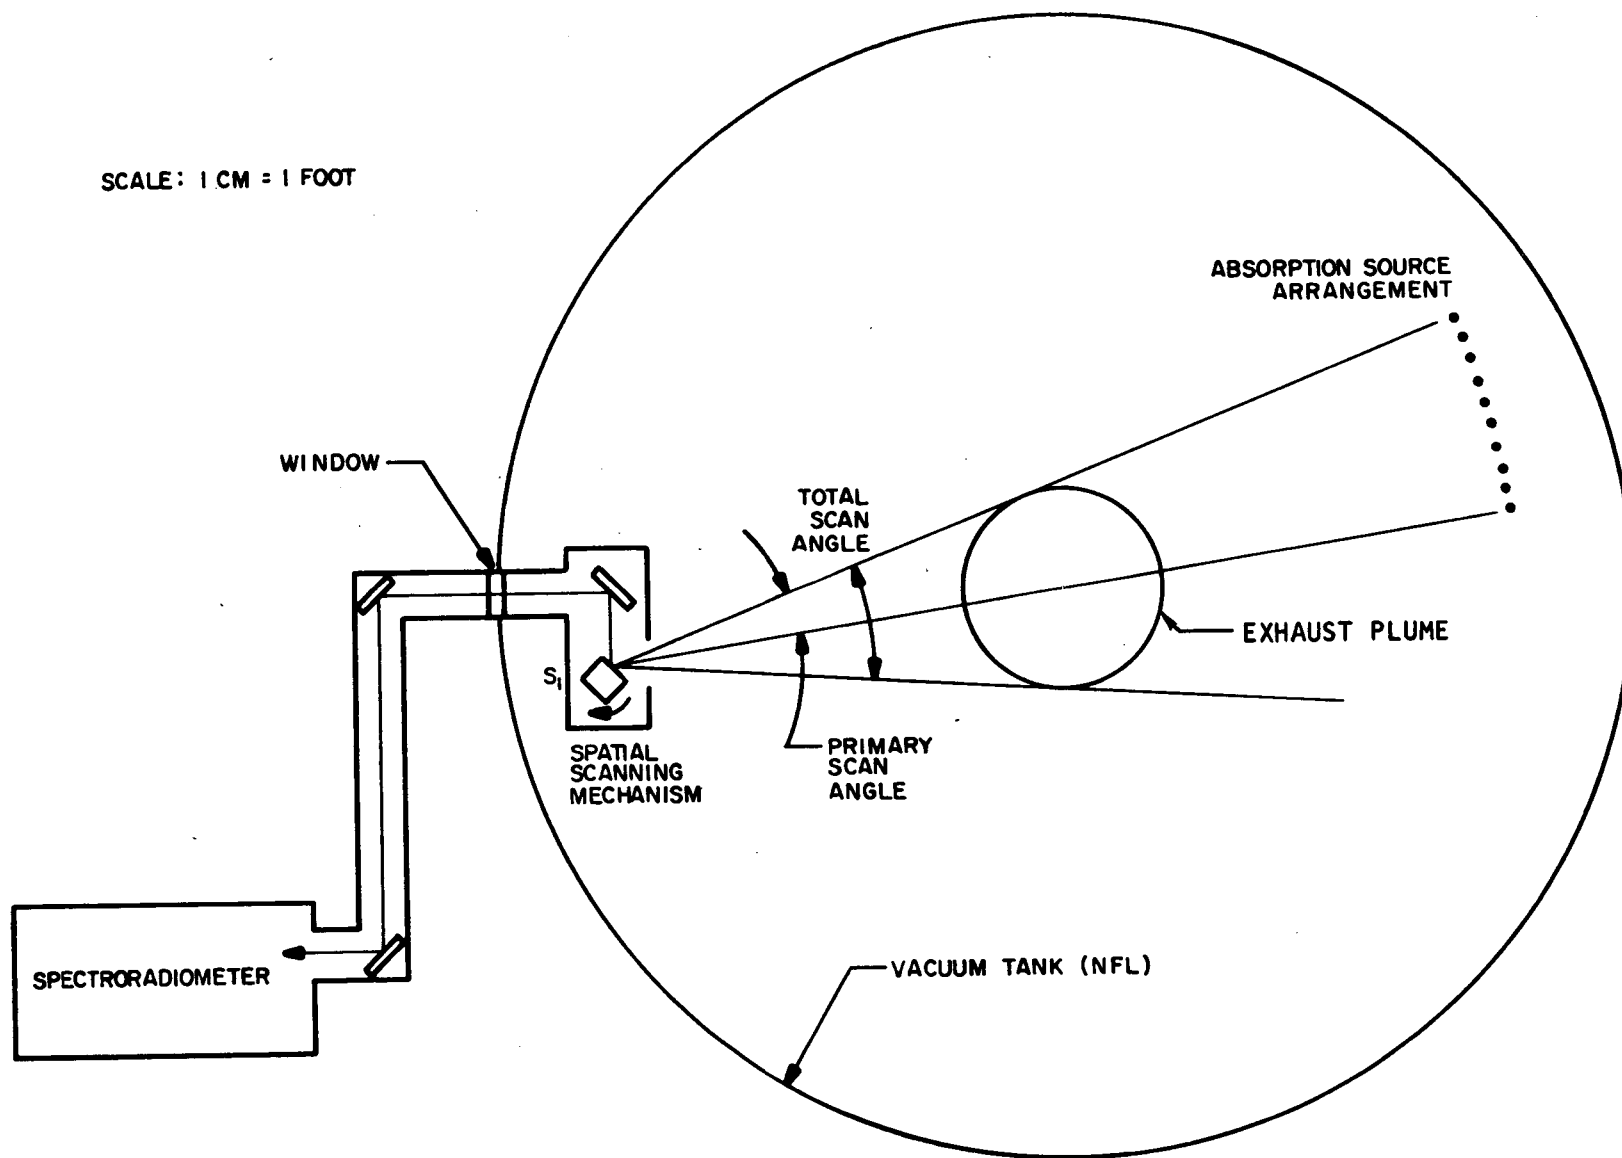 SCALE: 1 CM = 1 FOOT
ABSORPTION SOURCE
ARRANGEMENT
WINDOW
TOTAL
SCAN
ANGLE
EXHAUST PLUME
S1
SPATIAL
SCANNING
MECHANISM
PRIMARY
SCAN
ANGLE
VACUUM TANK (NFL)
SPECTRORADIOMETER